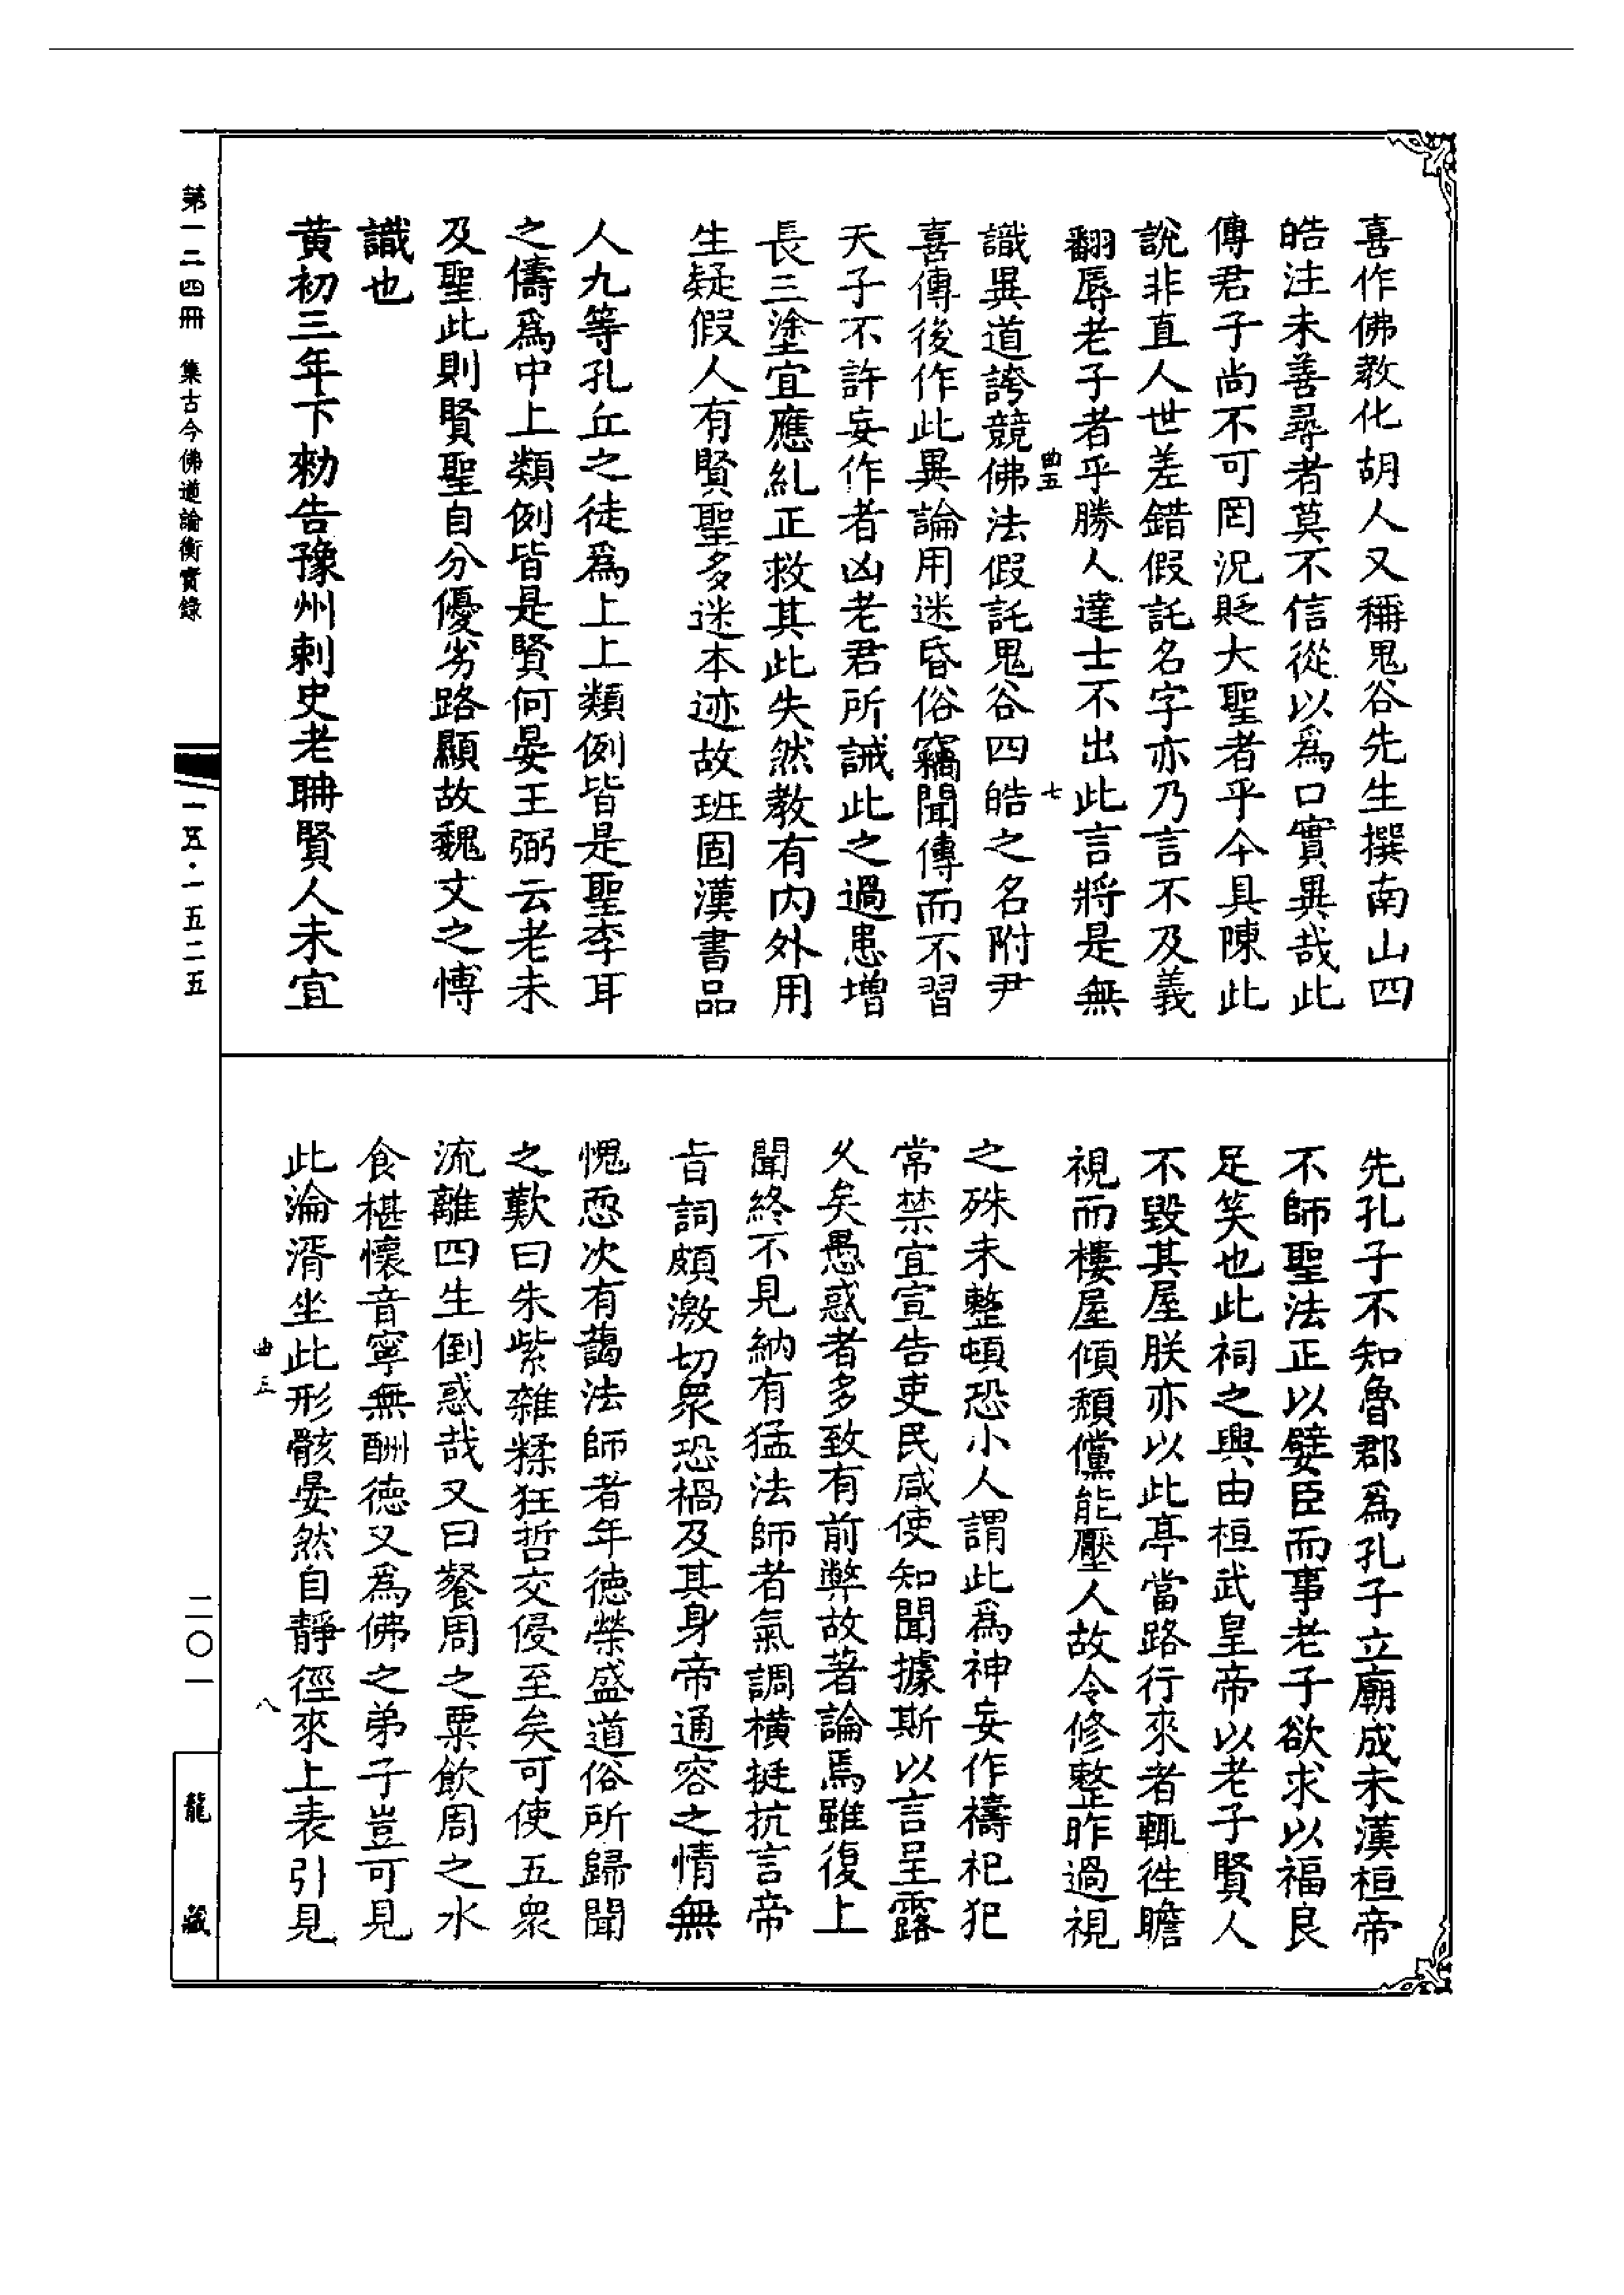 喜作佛教化胡人又稱鬼谷先生撰南山四
皓注未善尋者莫不信從以為口實異哉此
傳君子尚不可罔況貶大聖者乎今具陳此
說非直人世差錯假託名字亦乃言不及義
翻辱老子者乎勝人達士不出此言將是無
曲五 七
識異道誇競佛法假託鬼谷四皓之名附尹
喜傳後作此異論用迷昏俗竊聞傳而不習
天子不許妄作者凶老君所誡此之過患增
長三塗宜應糺正救其此失然教有內外用
生疑假人有賢聖多迷本迹故班固漢書品
人九等孔丘之徒為上上類例皆是聖李耳
之儔為中上類例皆是賢何晏王弼云老未
及聖此則賢聖自分優劣路顯故魏文之博
識也
黃初三年下勑告豫州刺史老聃賢人未宜
先孔子不知魯郡為孔子立廟成未漢桓帝
不師聖法正以嬖臣而事老子欲求以福良
足笑也此祠之興由桓武皇帝以老子賢人
不毀其屋朕亦以此亭當路行來者輒徃瞻
視而樓屋傾頹儻能壓人故令修整昨過視
之殊未整頓恐小人謂此為神妄作禱祀犯
常禁宜宣告吏民咸使知聞據斯以言呈露
久矣愚惑者多致有前弊故著論焉雖復上
聞終不見納有猛法師者氣調橫挺抗言帝
旨詞頗激切眾恐禍及其身帝通容之情無
愧恧次有藹法師者年德榮盛道俗所歸聞
之歎曰朱紫雜糅狂哲交侵至矣可使五眾
流離四生倒惑哉又曰餐周之粟飲周之水
食椹懷音寧無酬德又為佛之弟子豈可見
此淪湑坐此形骸晏然自靜徑來上表引見
曲五 八
第一二四冊 集古今佛道論衡實錄
一五·一五二五
二〇一
龍藏